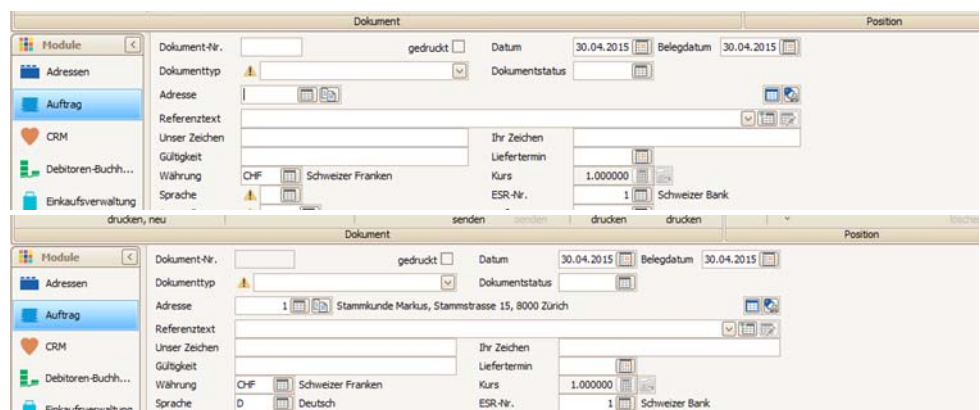 Dokument Position
Module Dokument-Nr. gedruckt Datum 30.04.2015 Belegdatum 30.04.2015
Adressen Dokumenttyp Dokumentstatus
Auftrag Adresse
Referenztext
CRM Unser Zeichen Ihr Zeichen
Gültigkeit Liefertermin
Debitoren-Buchh... Währung CHF Schweizer Franken Kurs 1.000000
Einkaufsverwaltung Sprache ESR-Nr. 1 Schweizer Bank
drucken, neu senden senden drucken drucken
Dokument Position
Module Dokument-Nr. gedruckt Datum 30.04.2015 Belegdatum 30.04.2015
Adressen Dokumenttyp Dokumentstatus
Auftrag Adresse 1 Stammkunde Markus, Stammstrasse 15, 8000 Zürich
Referenztext
CRM Unser Zeichen Ihr Zeichen
Gültigkeit Liefertermin
Debitoren-Buchh... Währung CHF Schweizer Franken Kurs 1.000000
Einkaufsverwaltung Sprache D Deutsch ESR-Nr. 1 Schweizer Bank